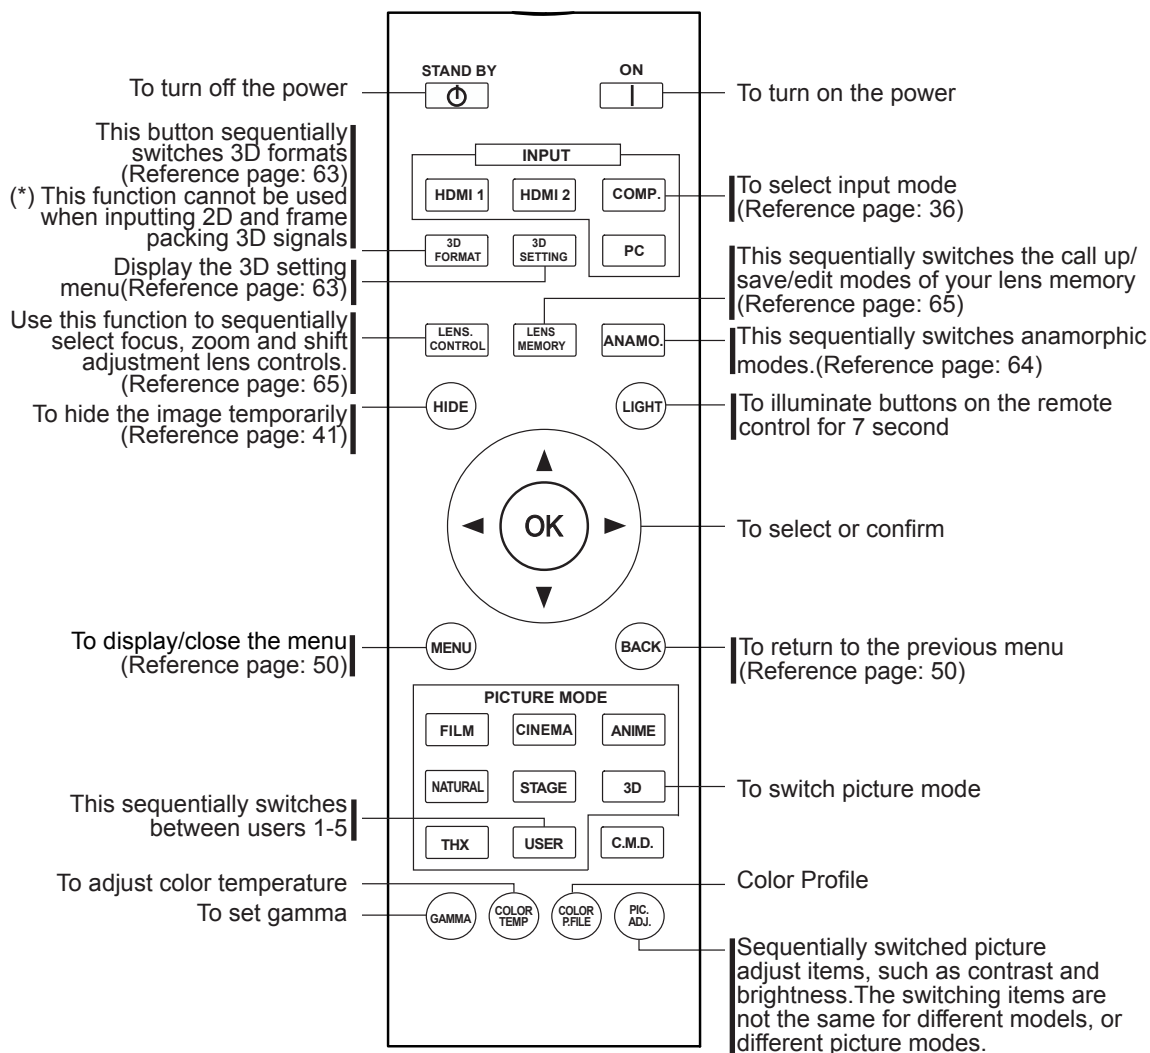 STAND BY
ON
To turn off the power
To turn on the power
This button sequentially
switches 3D formats
(Reference page: 63)
(*) This function cannot be used
when inputting 2D and frame
packing 3D signals
INPUT
HDMI 1
HDMI 2
COMP.
To select input mode
(Reference page: 36)
3D
FORMAT
3D
SETTING
PC
Display the 3D setting
menu(Reference page: 63)
This sequentially switches the call up/
save/edit modes of your lens memory
(Reference page: 65)
Use this function to sequentially
select focus, zoom and shift
adjustment lens controls.
(Reference page: 65)
LENS.
CONTROL
LENS
MEMORY
ANAMO.
This sequentially switches anamorphic
modes.(Reference page: 64)
To hide the image temporarily
(Reference page: 41)
HIDE
LIGHT
To illuminate buttons on the remote
control for 7 second
OK
To select or confirm
To display/close the menu
(Reference page: 50)
MENU
BACK
To return to the previous menu
(Reference page: 50)
PICTURE MODE
FILM
CINEMA
ANIME
NATURAL
STAGE
3D
To switch picture mode
This sequentially switches
between users 1-5
THX
USER
C.M.D.
To adjust color temperature
Color Profile
To set gamma
GAMMA
COLOR
TEMP
COLOR
P.FILE
PIC.
ADJ.
Sequentially switched picture
adjust items, such as contrast and
brightness.The switching items are
not the same for different models, or
different picture modes.